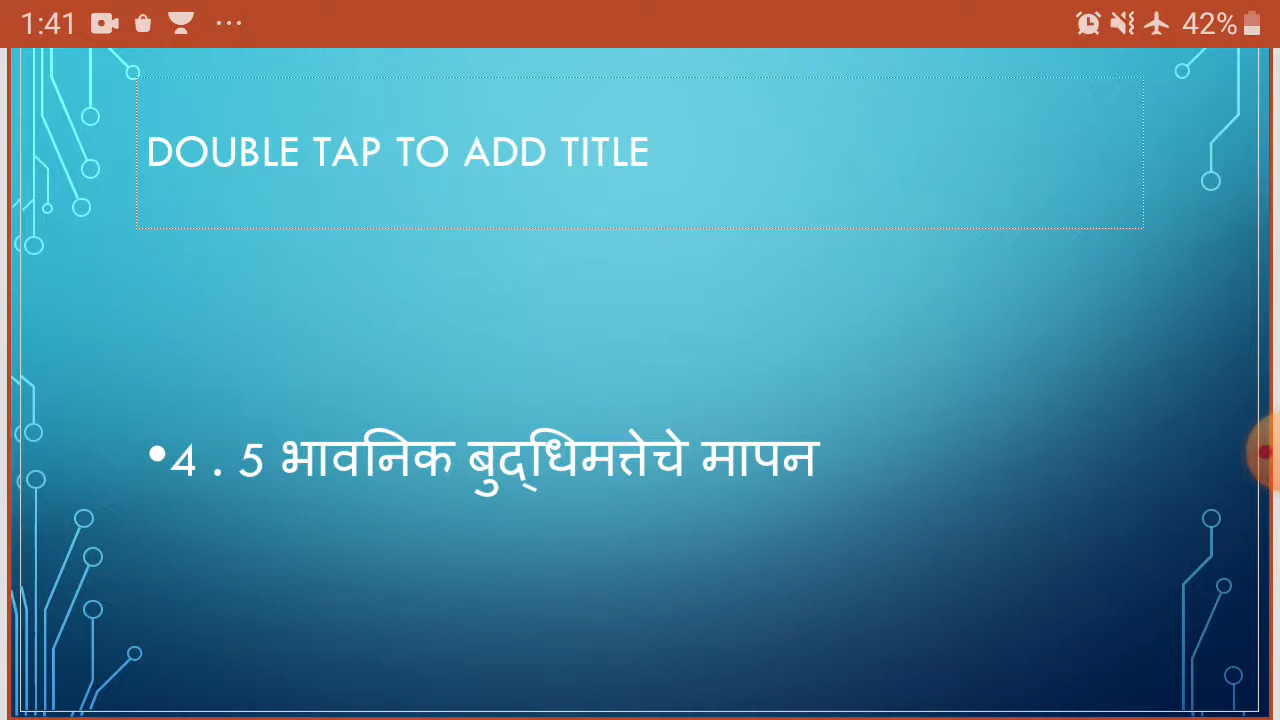 1:41 ... 42%
DOUBLE TAP TO ADD TITLE
•4 . 5 भावनिक बुद्धिमत्तेचे मापन